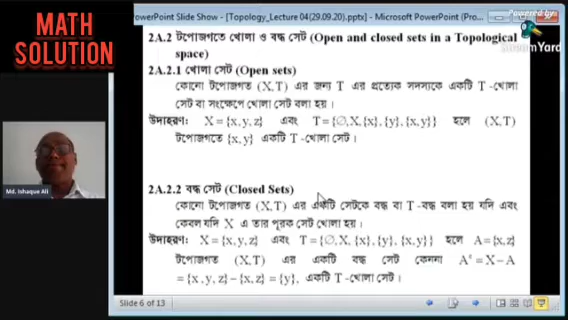 PowerPoint Slide Show - [Topology_Lecture 04(29.09.20).pptx] - Microsoft PowerPoint
Powered by
StreamYard
MATH
SOLUTION
2A.2 টপোজগতে খোলা ও বদ্ধ সেট (Open and closed sets in a Topological
space)
2A.2.1 খোলা সেট (Open sets)
কোনো টপোজগত (X,T) এর জন্য T এর প্রত্যেক সদস্যকে একটি T -খোলা
সেট বা সংক্ষেপে খোলা সেট বলা হয়।
উদাহরণ: X={x,y,z} এবং T={∅,X,{x},{y},{x,y}} হলে (X,T)
টপোজগতে {x,y} একটি T -খোলা সেট।
2A.2.2 বদ্ধ সেট (Closed Sets)
কোনো টপোজগত (X,T) এর একটি সেটকে বদ্ধ বা T -বদ্ধ বলা হয় যদি এবং
কেবল যদি X এ তার পূরক সেট খোলা হয়।
উদাহরণ: X={x,y,z} এবং T={∅,X,{x},{y},{x,y}} হলে A={x,z}
টপোজগত (X,T) এর একটি বদ্ধ সেট কেননা Aᶜ=X−A
={x,y,z}−{x,z}={y}, একটি T -খোলা সেট।
Md. Ishaque Ali
Slide 6 of 13